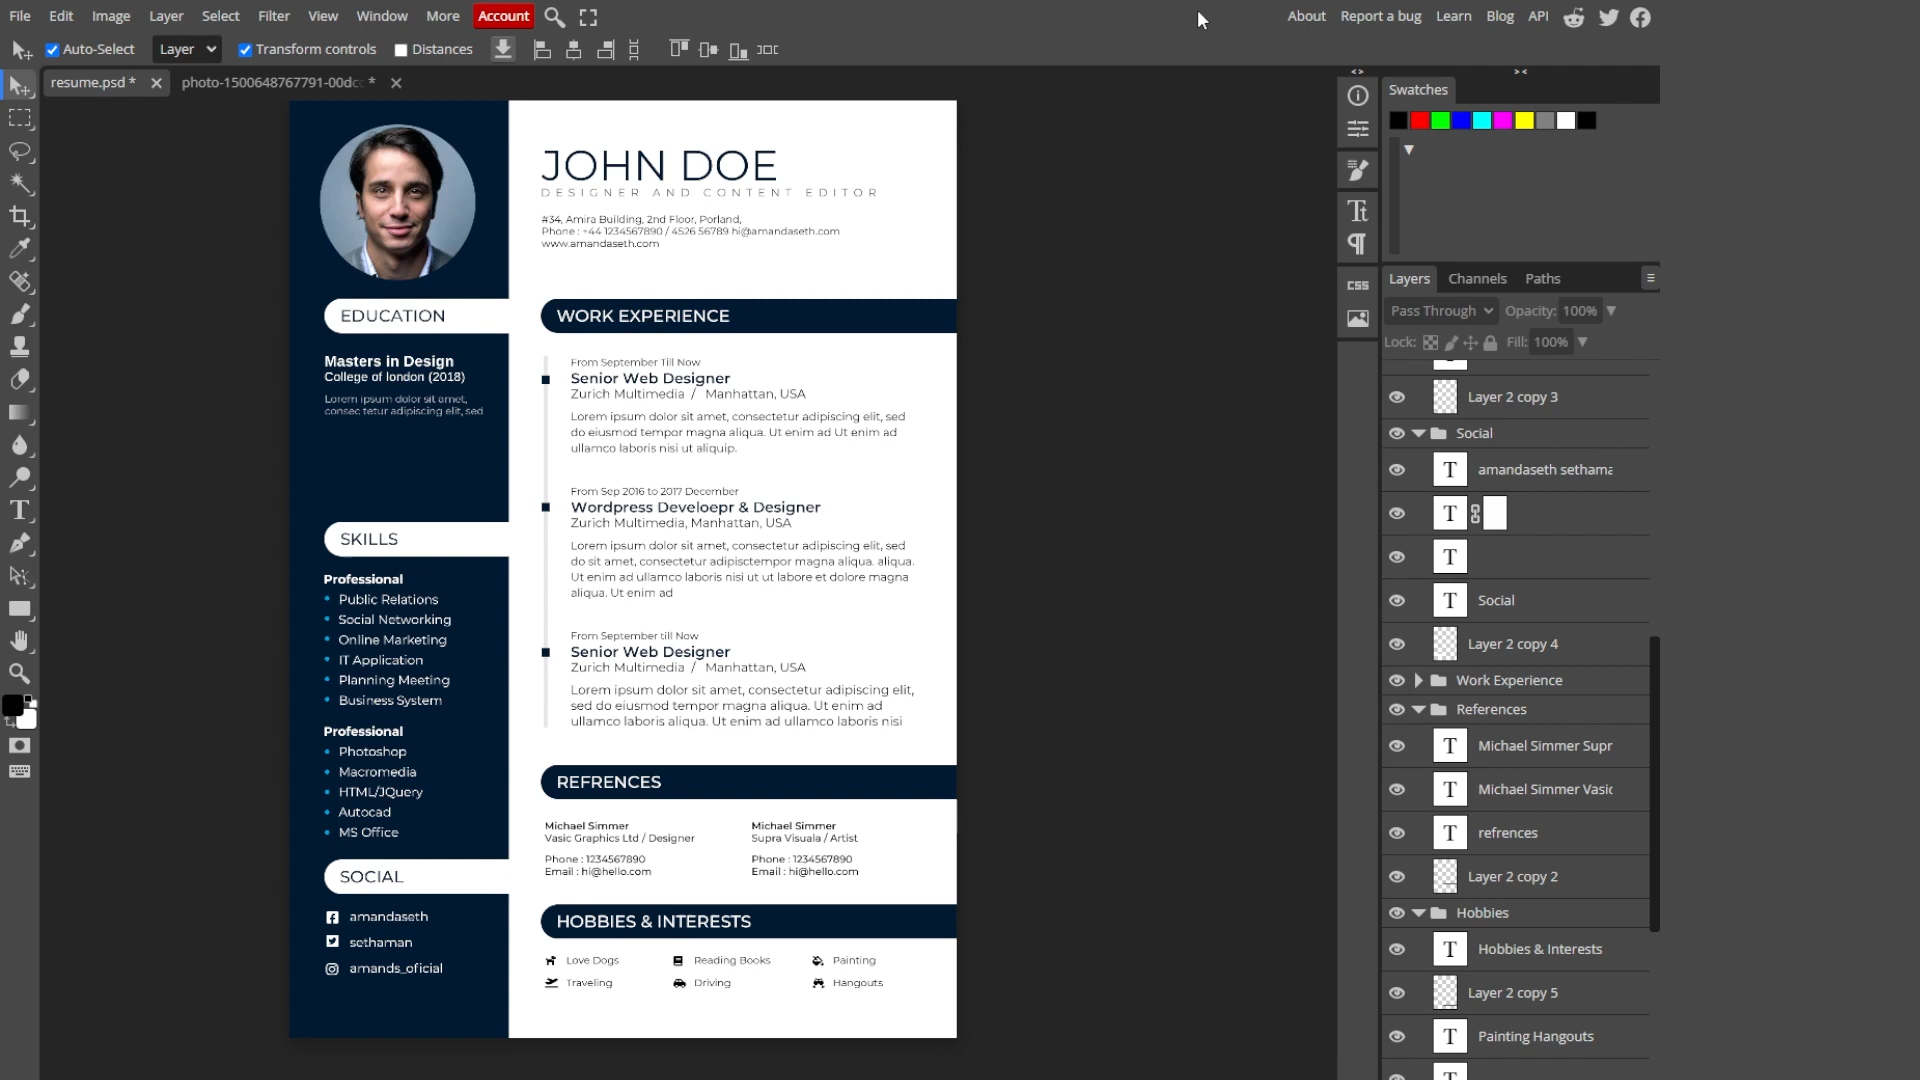 File Edit Image Layer Select Filter View Window More Account About Report a bug Learn Blog API
Auto-Select Layer Transform controls Distances
resume.psd * photo-1500648767791-00dcc *
JOHN DOE
DESIGNER AND CONTENT EDITOR
#34, Amira Building, 2nd Floor, Porland,
Phone : +44 1234567890 / 4526 56789 hi@amandaseth.com
www.amandaseth.com
EDUCATION
Masters in Design
College of london (2018)
Lorem ipsum dolor sit amet,
consec tetur adipiscing elit, sed
SKILLS
Professional
Public Relations
Social Networking
Online Marketing
IT Application
Planning Meeting
Business System
Professional
Photoshop
Macromedia
HTML/JQuery
Autocad
MS Office
SOCIAL
amandaseth
sethaman
amands_oficial
WORK EXPERIENCE
From September Till Now
Senior Web Designer
Zurich Multimedia / Manhattan, USA
Lorem ipsum dolor sit amet, consectetur adipiscing elit, sed
do eiusmod tempor magna aliqua. Ut enim ad Ut enim ad
ullamco laboris nisi ut aliquip.
From Sep 2016 to 2017 December
Wordpress Develoepr & Designer
Zurich Multimedia, Manhattan, USA
Lorem ipsum dolor sit amet, consectetur adipiscing elit, sed
do sit amet, consectetur adipisctempor magna aliqua. aliqua.
Ut enim ad ullamco laboris nisi ut ut labore et dolore magna
aliqua. Ut enim ad
From September till Now
Senior Web Designer
Zurich Multimedia / Manhattan, USA
Lorem ipsum dolor sit amet, consectetur adipiscing elit,
sed do eiusmod tempor magna aliqua. Ut enim ad
ullamco laboris aliqua. Ut enim ad ullamco laboris nisi
REFRENCES
Michael Simmer
Vasic Graphics Ltd / Designer
Phone : 1234567890
Email : hi@hello.com
Michael Simmer
Supra Visuala / Artist
Phone : 1234567890
Email : hi@hello.com
HOBBIES & INTERESTS
Love Dogs Reading Books Painting
Traveling Driving Hangouts
CSS
Swatches
Layers Channels Paths
Pass Through Opacity: 100%
Lock: Fill: 100%
Layer 2 copy 3
Social
amandaseth sethama
Social
Layer 2 copy 4
Work Experience
References
Michael Simmer Supr
Michael Simmer Vasic
refrences
Layer 2 copy 2
Hobbies
Hobbies & Interests
Layer 2 copy 5
Painting Hangouts